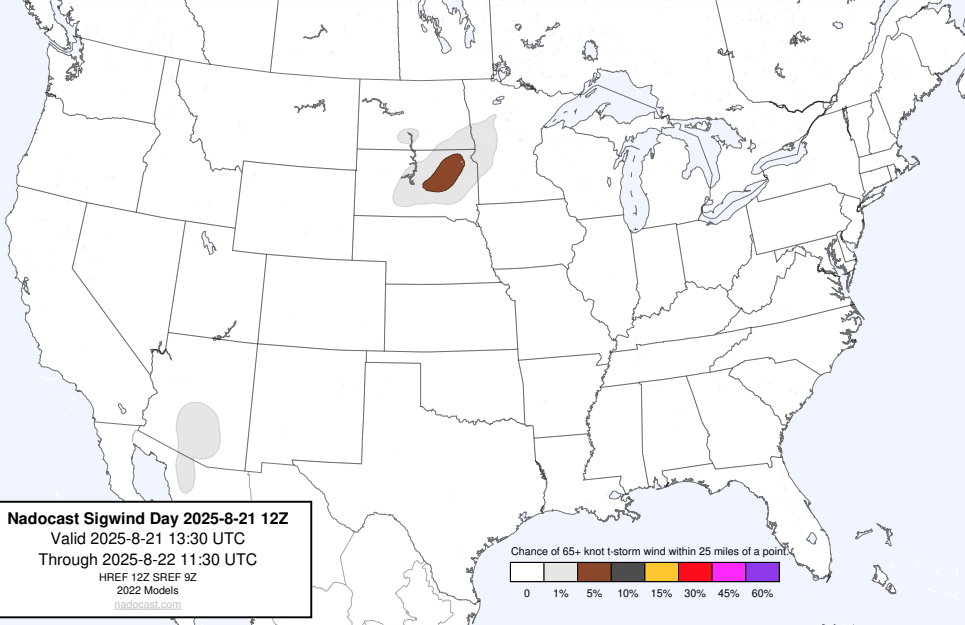 Nadocast Sigwind Day 2025-8-21 12Z
Valid 2025-8-21 13:30 UTC
Through 2025-8-22 11:30 UTC
HREF 12Z SREF 9Z
2022 Models
nadocast.com
Chance of 65+ knot t-storm wind within 25 miles of a point.
0 1% 5% 10% 15% 30% 45% 60%